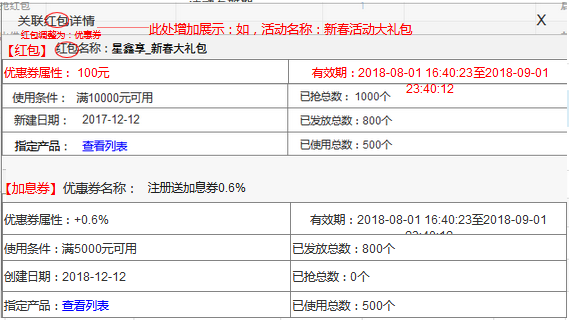 抢红包
关联红包详情
此处增加展示：如，活动名称：新春活动大礼包
X
红包调整为：优惠券
【红包】 红包名称：星鑫享_新春大礼包
优惠券属性： 100元
有效期：2018-08-01 16:40:23至2018-09-01
23:40:12
使用条件： 满10000元可用
已抢总数： 1000个
新建日期： 2017-12-12
已发放总数：800个
指定产品： 查看列表
已使用总数：500个
【加息券】优惠券名称： 注册送加息券0.6%
优惠券属性：+0.6%
有效期：2018-08-01 16:40:23至2018-09-01
23:40:12
使用条件：满5000元可用
已发放总数：800个
创建日期：2018-12-12
已抢总数：0个
指定产品：查看列表
已使用总数：500个